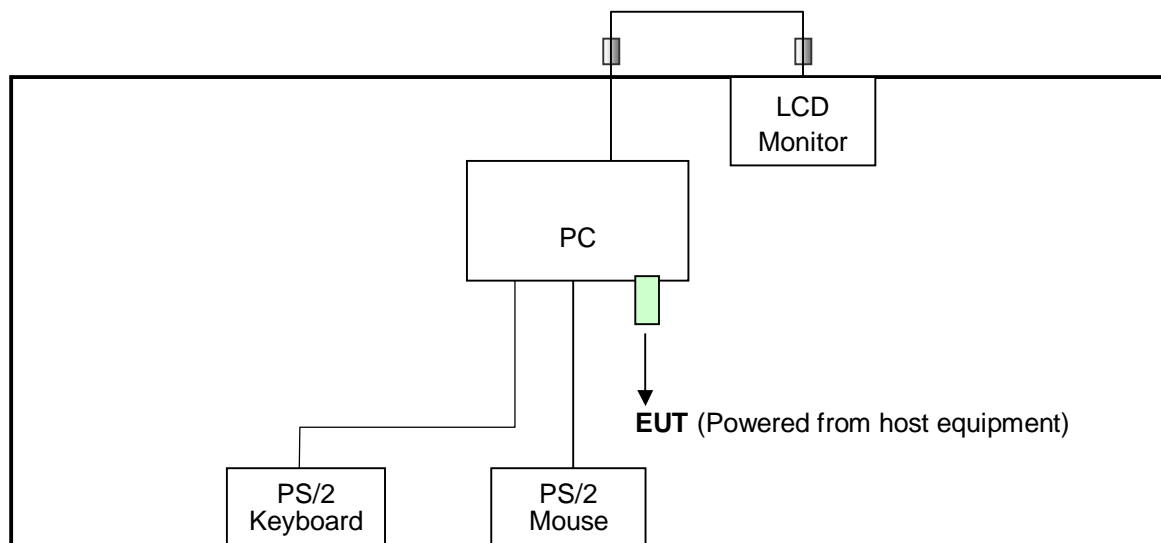 LCD
Monitor
PC
EUT (Powered from host equipment)
PS/2
Keyboard
PS/2
Mouse